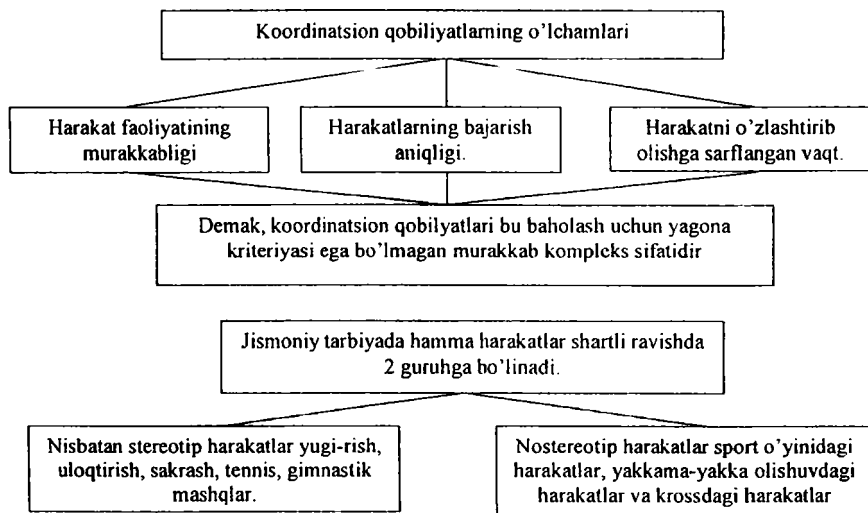 Koordinatsion qobiliyatlarning o’lchamlari
Harakat faoliyatining
murakkabligi
Harakatlarning bajarish
aniqligi.
Harakatni o’zlashtirib
olishga sarflangan vaqt.
Demak, koordinatsion qobilyatlari bu baholash uchun yagona
kriteriyasi ega bo’lmagan murakkab kompleks sifatidir
Jismoniy tarbiyada hamma harakatlar shartli ravishda
2 guruhga bo’linadi.
Nisbatan stereotip harakatlar yugi-rish,
uloqtirish, sakrash, tennis, gimnastik
mashqlar.
Nostereotip harakatlar sport o’yinidagi
harakatlar, yakkama-yakka olishuvdagi
harakatlar va krossdagi harakatlar